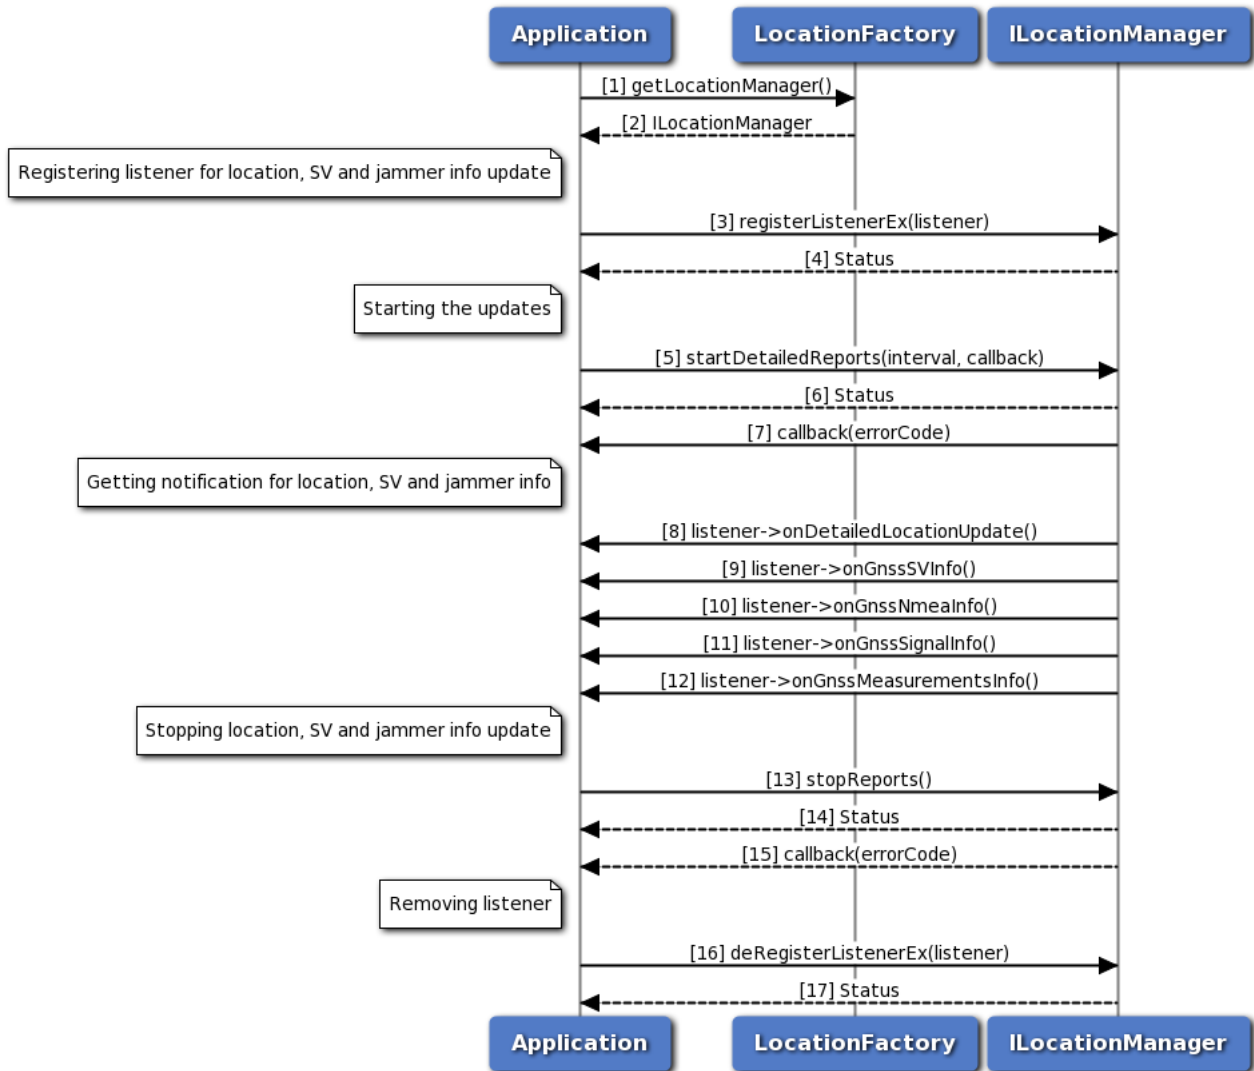 Application
LocationFactory
ILocationManager
[1] getLocationManager()
[2] ILocationManager
Registering listener for location, SV and jammer info update
[3] registerListenerEx(listener)
[4] Status
Starting the updates
[5] startDetailedReports(interval, callback)
[6] Status
[7] callback(errorCode)
Getting notification for location, SV and jammer info
[8] listener->onDetailedLocationUpdate()
[9] listener->onGnssSVInfo()
[10] listener->onGnssNmeaInfo()
[11] listener->onGnssSignalInfo()
[12] listener->onGnssMeasurementsInfo()
Stopping location, SV and jammer info update
[13] stopReports()
[14] Status
[15] callback(errorCode)
Removing listener
[16] deRegisterListenerEx(listener)
[17] Status
Application
LocationFactory
ILocationManager